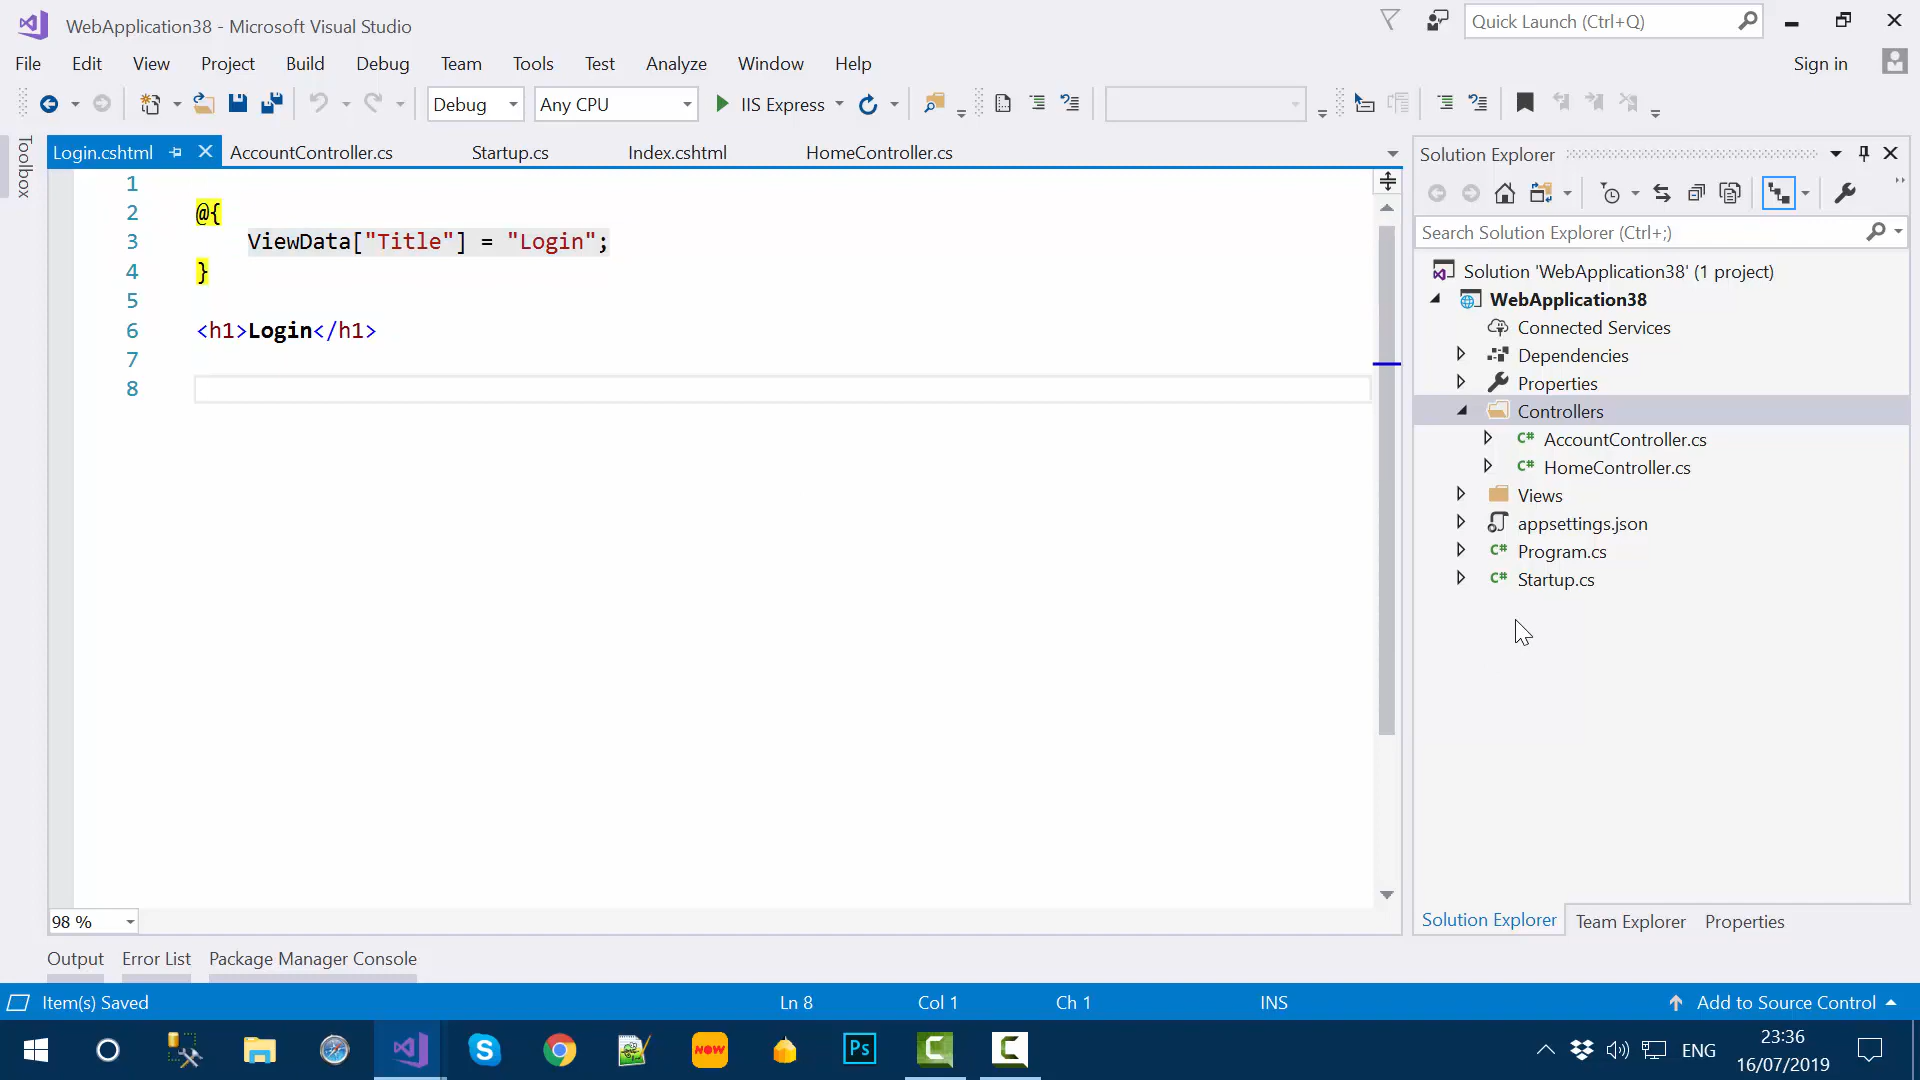 WebApplication38 - Microsoft Visual Studio
Quick Launch (Ctrl+Q)
File Edit View Project Build Debug Team Tools Test Analyze Window Help
Sign in
Debug Any CPU IIS Express
Toolbox
Login.cshtml AccountController.cs Startup.cs Index.cshtml HomeController.cs
1
2 @{
3 ViewData["Title"] = "Login";
4 }
5
6 <h1>Login</h1>
7
8
98 %
Solution Explorer
Search Solution Explorer (Ctrl+;)
Solution 'WebApplication38' (1 project)
WebApplication38
Connected Services
Dependencies
Properties
Controllers
C# AccountController.cs
C# HomeController.cs
Views
appsettings.json
C# Program.cs
C# Startup.cs
Solution Explorer Team Explorer Properties
Output Error List Package Manager Console
Item(s) Saved Ln 8 Col 1 Ch 1 INS Add to Source Control
S NOW Ps C C
ENG
23:36
16/07/2019